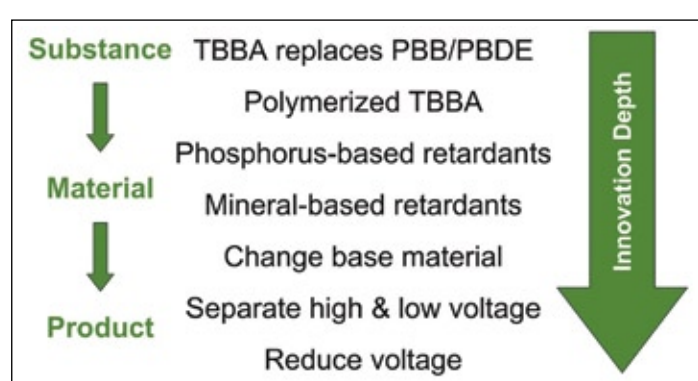 Substance TBBA replaces PBB/PBDE
Polymerized TBBA
Phosphorus-based retardants
Material
Mineral-based retardants
Change base material
Separate high & low voltage
Product
Reduce voltage
Innovation Depth